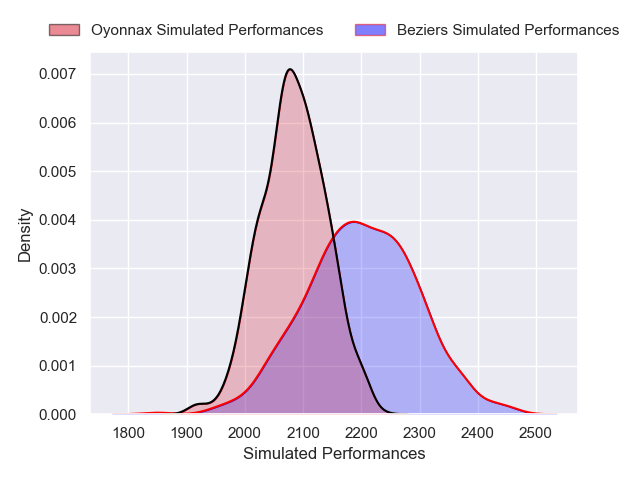 Oyonnax Simulated Performances Beziers Simulated Performances
0.007
0.006
0.005
0.004
0.003
0.002
0.001
0.000
Density
1800 1900 2000 2100 2200 2300 2400 2500
Simulated Performances